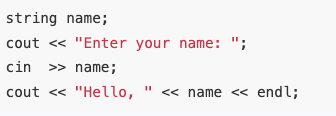 string name;
cout << "Enter your name: ";
cin  >> name;
cout << "Hello, " << name << endl;